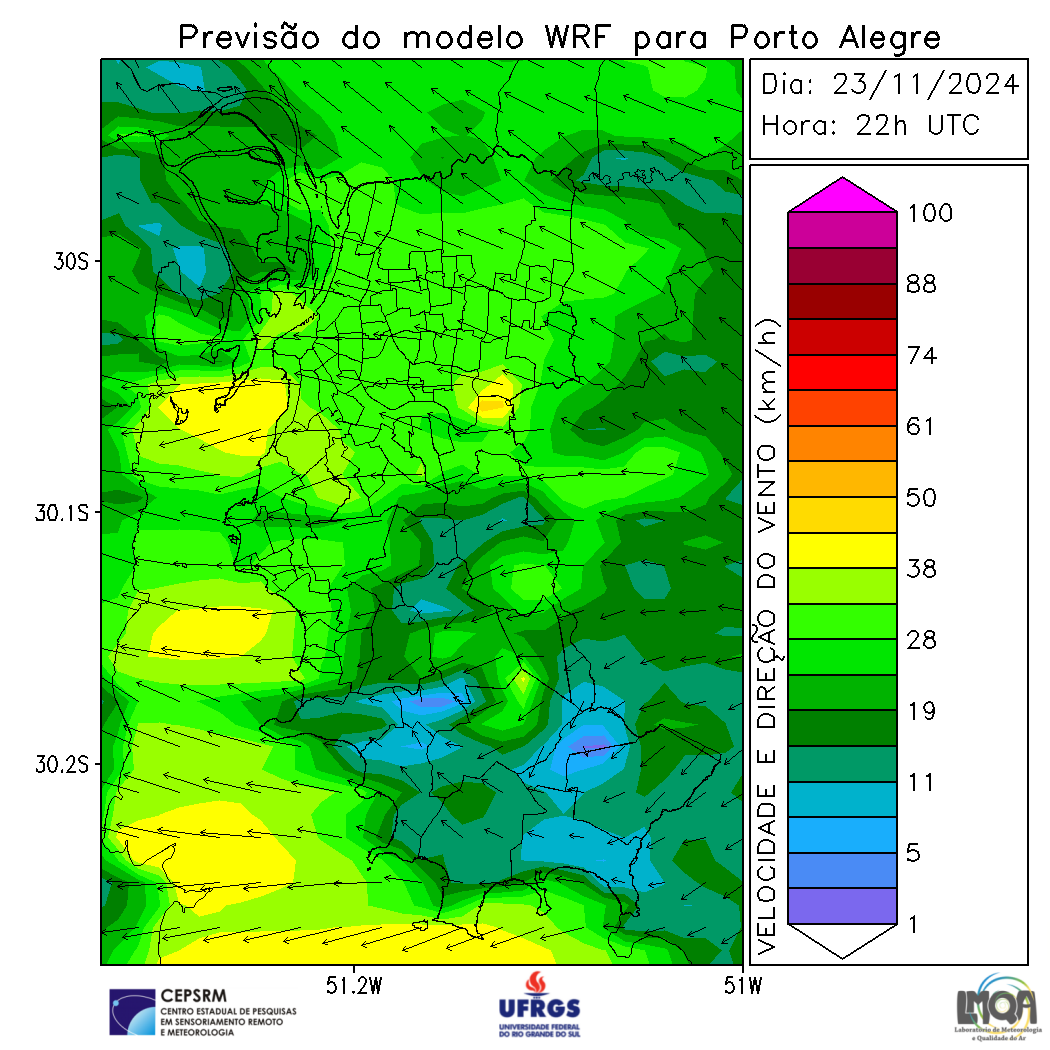 Previsão do modelo WRF para Porto Alegre
Dia: 23/11/2024
Hora: 22h UTC
30S
30.1S
30.2S
51.2W
51W
VELOCIDADE E DIREÇÃO DO VENTO (km/h)
100
88
74
61
50
38
28
19
11
5
1
CEPSRM
CENTRO ESTADUAL DE PESQUISAS
EM SENSORIAMENTO REMOTO
E METEOROLOGIA
UFRGS
UNIVERSIDADE FEDERAL
DO RIO GRANDE DO SUL
LMQA
Laboratório de Meteorologia
e Qualidade do Ar